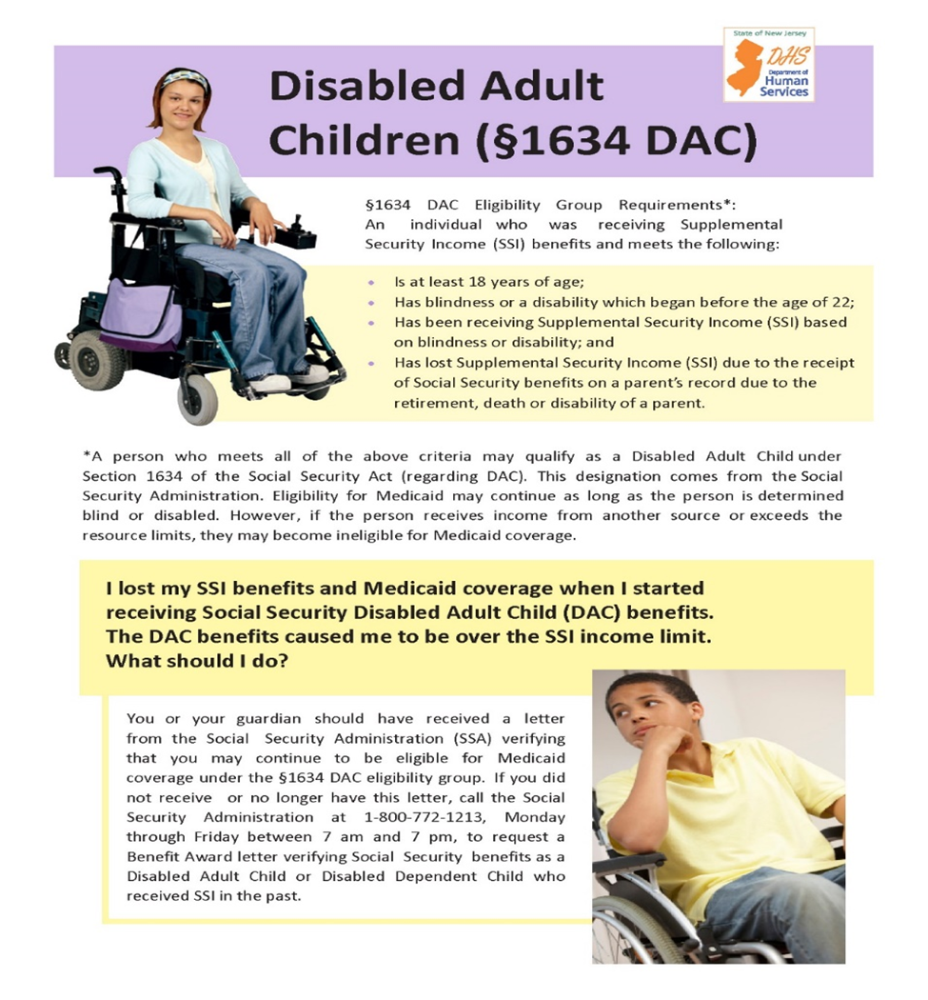 State of New Jersey
DHS
Department of
Human
Services
Disabled Adult
Children (§1634 DAC)
§1634 DAC Eligibility Group Requirements*:
An individual who was receiving Supplemental
Security Income (SSI) benefits and meets the following:
• Is at least 18 years of age;
• Has blindness or a disability which began before the age of 22;
• Has been receiving Supplemental Security Income (SSI) based
on blindness or disability; and
• Has lost Supplemental Security Income (SSI) due to the receipt
of Social Security benefits on a parent’s record due to the
retirement, death or disability of a parent.
*A person who meets all of the above criteria may qualify as a Disabled Adult Child under
Section 1634 of the Social Security Act (regarding DAC). This designation comes from the Social
Security Administration. Eligibility for Medicaid may continue as long as the person is determined
blind or disabled. However, if the person receives income from another source or exceeds the
resource limits, they may become ineligible for Medicaid coverage.
I lost my SSI benefits and Medicaid coverage when I started
receiving Social Security Disabled Adult Child (DAC) benefits.
The DAC benefits caused me to be over the SSI income limit.
What should I do?
You or your guardian should have received a letter
from the Social Security Administration (SSA) verifying
that you may continue to be eligible for Medicaid
coverage under the §1634 DAC eligibility group. If you did
not receive or no longer have this letter, call the Social
Security Administration at 1-800-772-1213, Monday
through Friday between 7 am and 7 pm, to request a
Benefit Award letter verifying Social Security benefits as a
Disabled Adult Child or Disabled Dependent Child who
received SSI in the past.